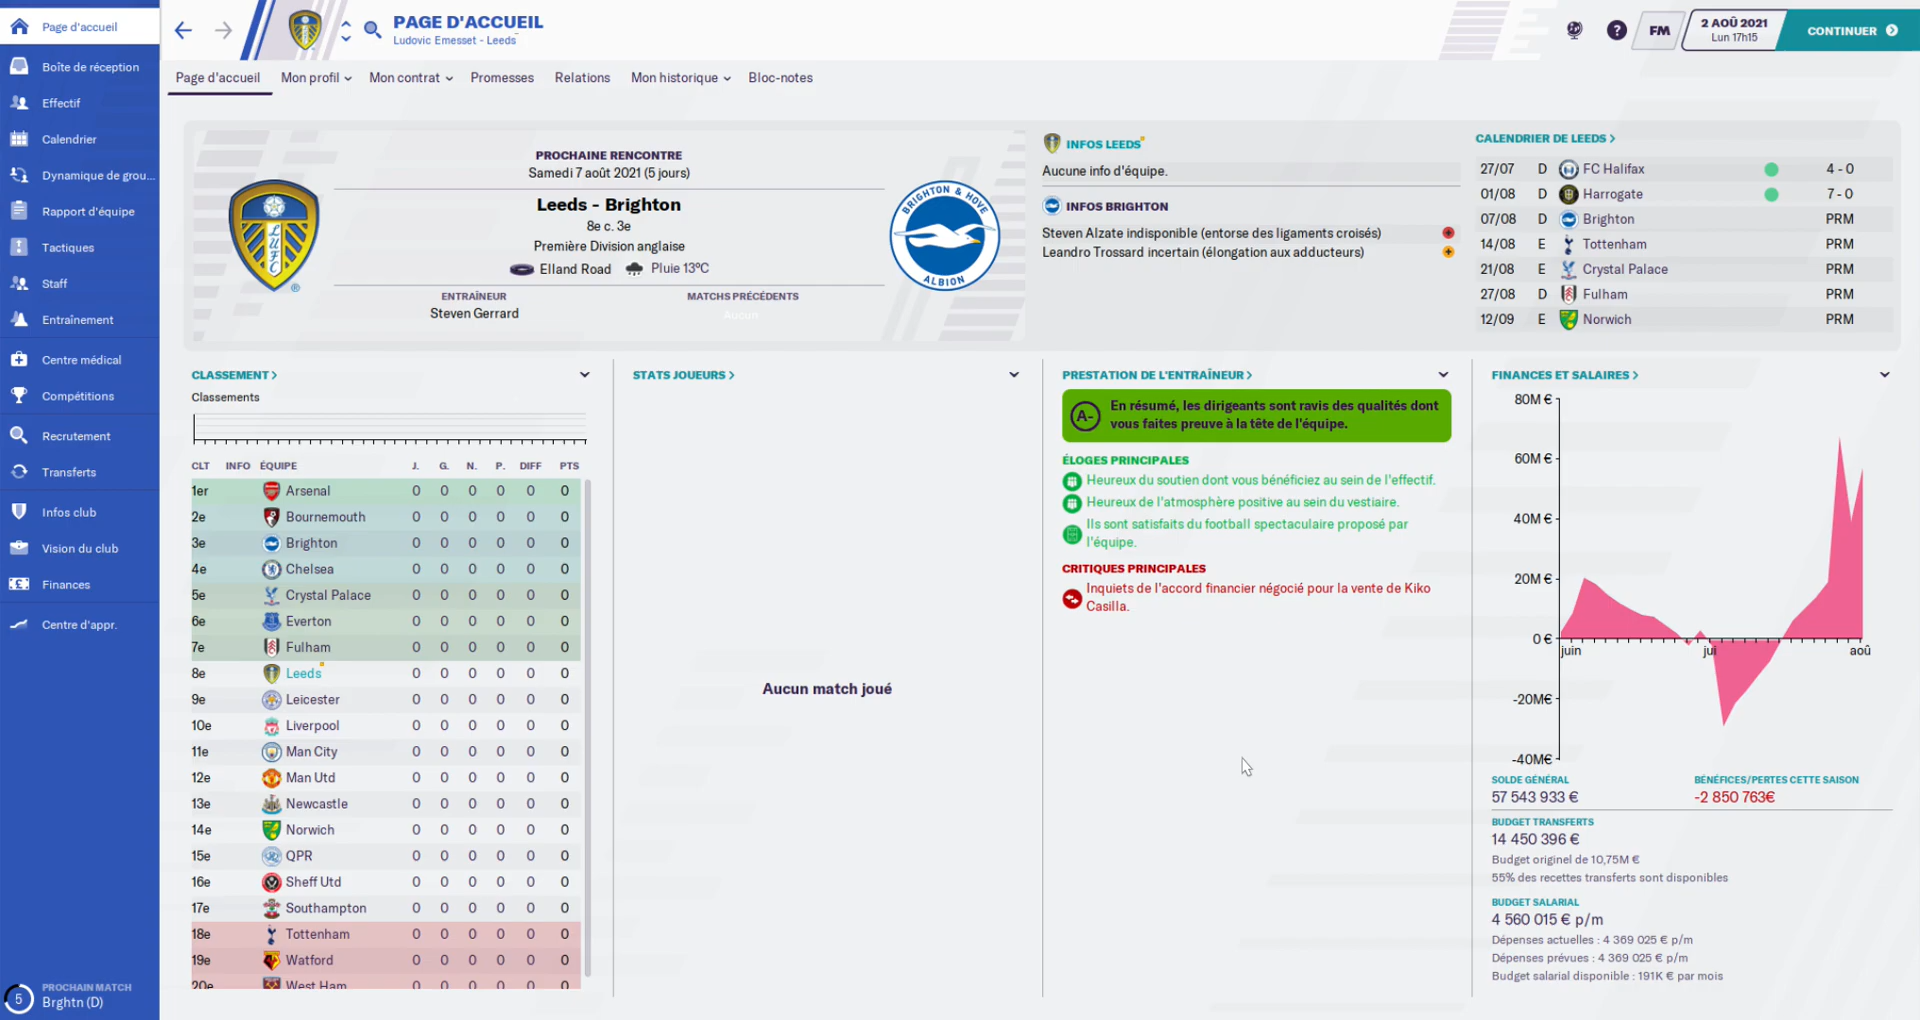 Page d'accueil
Boîte de réception
Effectif
Calendrier
Dynamique de grou...
Rapport d'équipe
Tactiques
Staff
Entraînement
Centre médical
Compétitions
Recrutement
Transferts
Infos club
Vision du club
Finances
Centre d'appr.
5
PROCHAIN MATCH
Brghtn (D)
PAGE D'ACCUEIL
Ludovic Emesset - Leeds
?
FM
2 AOÛ 2021
Lun 17h15
CONTINUER
Page d'accueil Mon profil Mon contrat Promesses Relations Mon historique Bloc-notes
PROCHAINE RENCONTRE
Samedi 7 août 2021 (5 jours)
Leeds - Brighton
8e c. 3e
Première Division anglaise
Elland Road Pluie 13ºC
ENTRAÎNEUR
Steven Gerrard
MATCHS PRÉCÉDENTS
Aucun
LUFC
BRIGHTON & HOVE
ALBION
INFOS LEEDS
Aucune info d'équipe.
INFOS BRIGHTON
Steven Alzate indisponible (entorse des ligaments croisés)
Leandro Trossard incertain (élongation aux adducteurs)
CALENDRIER DE LEEDS >
27/07 D FC Halifax 4 - 0
01/08 D Harrogate 7 - 0
07/08 D Brighton PRM
14/08 E Tottenham PRM
21/08 E Crystal Palace PRM
27/08 D Fulham PRM
12/09 E Norwich PRM
CLASSEMENT >
Classements
CLT INFO ÉQUIPE J. G. N. P. DIFF PTS
1er Arsenal 0 0 0 0 0 0
2e Bournemouth 0 0 0 0 0 0
3e Brighton 0 0 0 0 0 0
4e Chelsea 0 0 0 0 0 0
5e Crystal Palace 0 0 0 0 0 0
6e Everton 0 0 0 0 0 0
7e Fulham 0 0 0 0 0 0
8e Leeds 0 0 0 0 0 0
9e Leicester 0 0 0 0 0 0
10e Liverpool 0 0 0 0 0 0
11e Man City 0 0 0 0 0 0
12e Man Utd 0 0 0 0 0 0
13e Newcastle 0 0 0 0 0 0
14e Norwich 0 0 0 0 0 0
15e QPR 0 0 0 0 0 0
16e Sheff Utd 0 0 0 0 0 0
17e Southampton 0 0 0 0 0 0
18e Tottenham 0 0 0 0 0 0
19e Watford 0 0 0 0 0 0
20e West Ham 0 0 0 0 0 0
STATS JOUEURS >
Aucun match joué
PRESTATION DE L'ENTRAÎNEUR >
A-
En résumé, les dirigeants sont ravis des qualités dont
vous faites preuve à la tête de l'équipe.
ÉLOGES PRINCIPALES
Heureux du soutien dont vous bénéficiez au sein de l'effectif.
Heureux de l'atmosphère positive au sein du vestiaire.
Ils sont satisfaits du football spectaculaire proposé par
l'équipe.
CRITIQUES PRINCIPALES
Inquiets de l'accord financier négocié pour la vente de Kiko
Casilla.
FINANCES ET SALAIRES >
80M €
60M €
40M €
20M €
0 €
-20M€
-40M€
juin jui aoû
SOLDE GÉNÉRAL
57 543 933 €
BÉNÉFICES/PERTES CETTE SAISON
-2 850 763€
BUDGET TRANSFERTS
14 450 396 €
Budget originel de 10,75M €
55% des recettes transferts sont disponibles
BUDGET SALARIAL
4 560 015 € p/m
Dépenses actuelles : 4 369 025 € p/m
Dépenses prévues : 4 369 025 € p/m
Budget salarial disponible : 191K € par mois